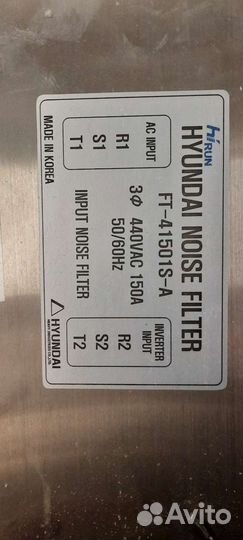 hiRUN
HYUNDAI NOISE FILTER
FT-41501S-A
AC INPUT
R1
S1
T1
3Φ 440VAC 150A
50/60Hz
INPUT NOISE FILTER
INVERTER
INPUT
R2
S2
T2
MADE IN KOREA
HYUNDAI
Avito